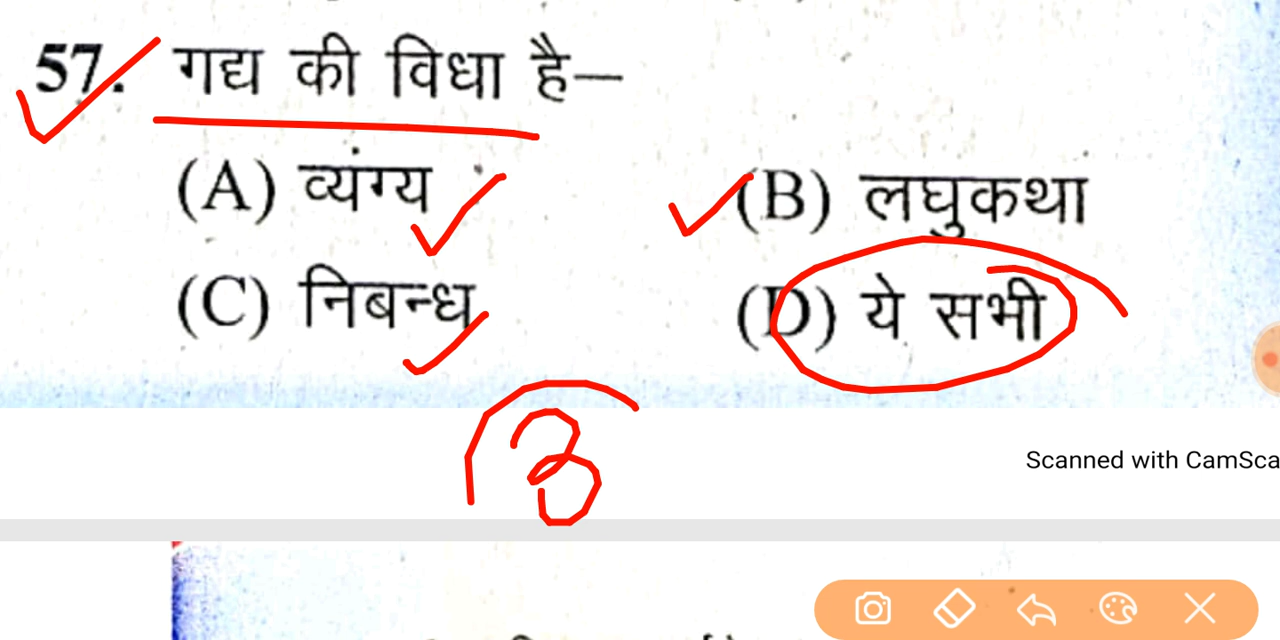 57. गद्य की विधा है—
(A) व्यंग्य (B) लघुकथा
(C) निबन्ध (D) ये सभी
3
Scanned with CamSca